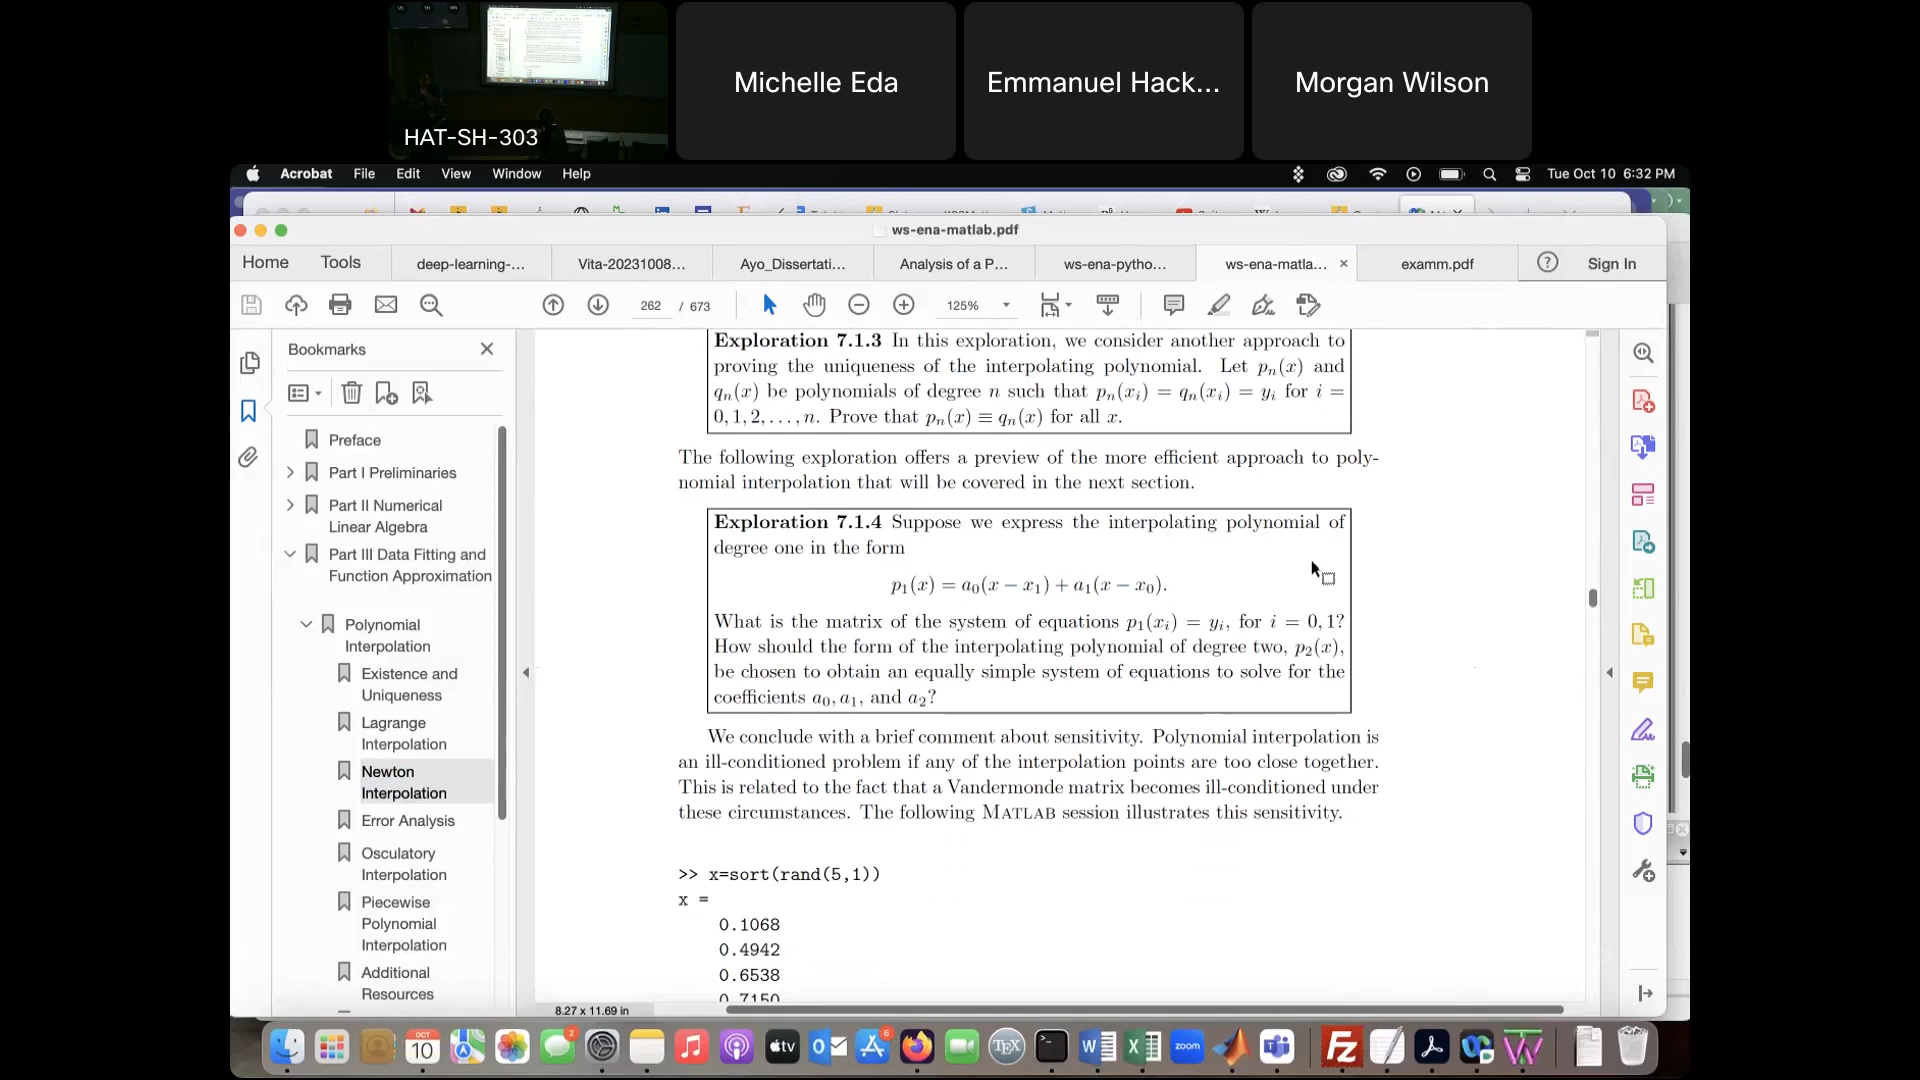 Michelle Eda
Emmanuel Hack...
Morgan Wilson
HAT-SH-303
Acrobat File Edit View Window Help
Tue Oct 10 6:32 PM
ws-ena-matlab.pdf
Home Tools deep-learning-... Vita-20231008... Ayo_Dissertati... Analysis of a P... ws-ena-pytho... ws-ena-matla... × examm.pdf Sign In
262 / 673 125%
Bookmarks
Preface
Part I Preliminaries
Part II Numerical
Linear Algebra
Part III Data Fitting and
Function Approximation
Polynomial
Interpolation
Existence and
Uniqueness
Lagrange
Interpolation
Newton
Interpolation
Error Analysis
Osculatory
Interpolation
Piecewise
Polynomial
Interpolation
Additional
Resources
Exploration 7.1.3 In this exploration, we consider another approach to
proving the uniqueness of the interpolating polynomial. Let pₙ(x) and
qₙ(x) be polynomials of degree n such that pₙ(xᵢ) = qₙ(xᵢ) = yᵢ for i =
0, 1, 2, . . . , n. Prove that pₙ(x) ≡ qₙ(x) for all x.
The following exploration offers a preview of the more efficient approach to poly-
nomial interpolation that will be covered in the next section.
Exploration 7.1.4 Suppose we express the interpolating polynomial of
degree one in the form
p₁(x) = a₀(x − x₁) + a₁(x − x₀).
What is the matrix of the system of equations p₁(xᵢ) = yᵢ, for i = 0, 1?
How should the form of the interpolating polynomial of degree two, p₂(x),
be chosen to obtain an equally simple system of equations to solve for the
coefficients a₀, a₁, and a₂?
We conclude with a brief comment about sensitivity. Polynomial interpolation is
an ill-conditioned problem if any of the interpolation points are too close together.
This is related to the fact that a Vandermonde matrix becomes ill-conditioned under
these circumstances. The following MATLAB session illustrates this sensitivity.
>> x=sort(rand(5,1))
x =
0.1068
0.4942
0.6538
0.7150
8.27 x 11.69 in
OCT
10
2
tv
6
TEX
zoom